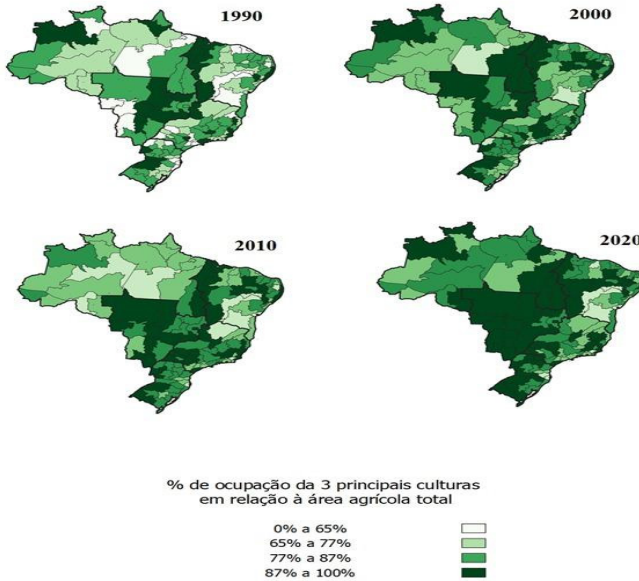 1990
2000
2010
2020
% de ocupação da 3 principais culturas
em relação à área agrícola total
0% a 65%
65% a 77%
77% a 87%
87% a 100%